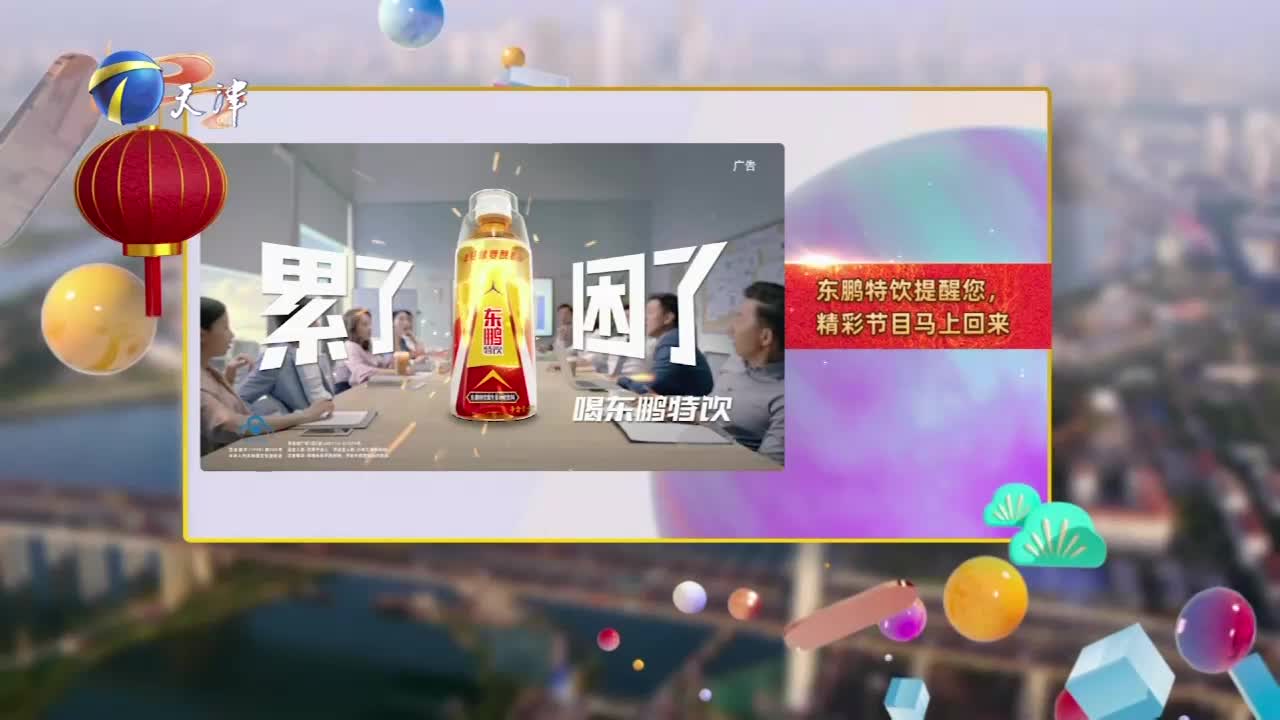 天津
广告
累了
困了
东鹏
特饮
喝东鹏特饮
东鹏特饮提醒您，
精彩节目马上回来